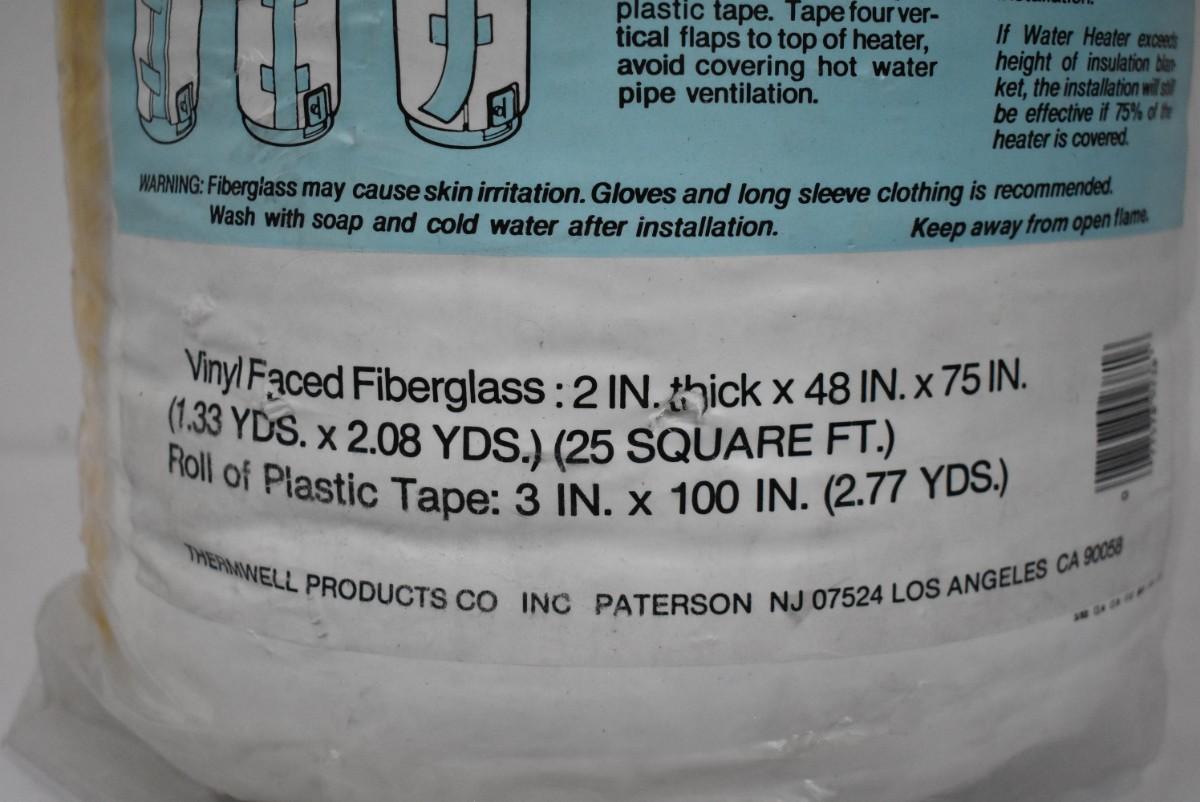 plastic tape. Tape four ver-
tical flaps to top of heater,
avoid covering hot water
pipe ventilation.
If Water Heater exceeds
height of insulation blan-
ket, the installation will still
be effective if 75% of the
heater is covered.
WARNING: Fiberglass may cause skin irritation. Gloves and long sleeve clothing is recommended.
Wash with soap and cold water after installation. Keep away from open flame.
Vinyl Faced Fiberglass : 2 IN. thick x 48 IN. x 75 IN.
(1.33 YDS. x 2.08 YDS.) (25 SQUARE FT.)
Roll of Plastic Tape: 3 IN. x 100 IN. (2.77 YDS.)
THERMWELL PRODUCTS CO INC PATERSON NJ 07524 LOS ANGELES CA 90058